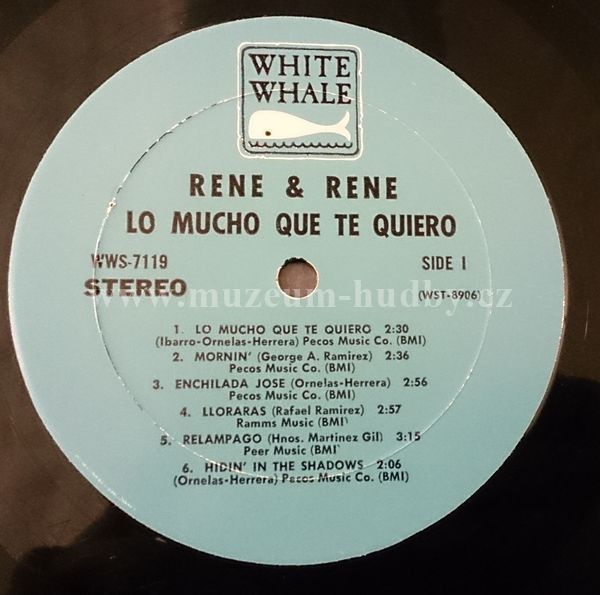 WHITE
WHALE
RENE & RENE
LO MUCHO QUE TE QUIERO
WWS-7119 SIDE 1
STEREO (WST-8906)
www.muzeum-hudby.cz
1. LO MUCHO QUE TE QUIERO 2:30
(Ibarro-Ornelas-Herrera) Pecos Music Co. (BMI)
2. MORNIN' (George A. Ramirez) 2:36
Pecos Music Co. (BMI)
3. ENCHILADA JOSE (Ornelas-Herrera) 2:56
Pecos Music Co. (BMI)
4. LLORARAS (Rafael Ramirez) 2:57
Ramms Music (BMI)
5. RELAMPAGO (Hnos. Martinez Gil) 3:15
Peer Music (BMI)
6. HIDIN' IN THE SHADOWS 2:06
(Ornelas-Herrera) Pecos Music Co. (BMI)